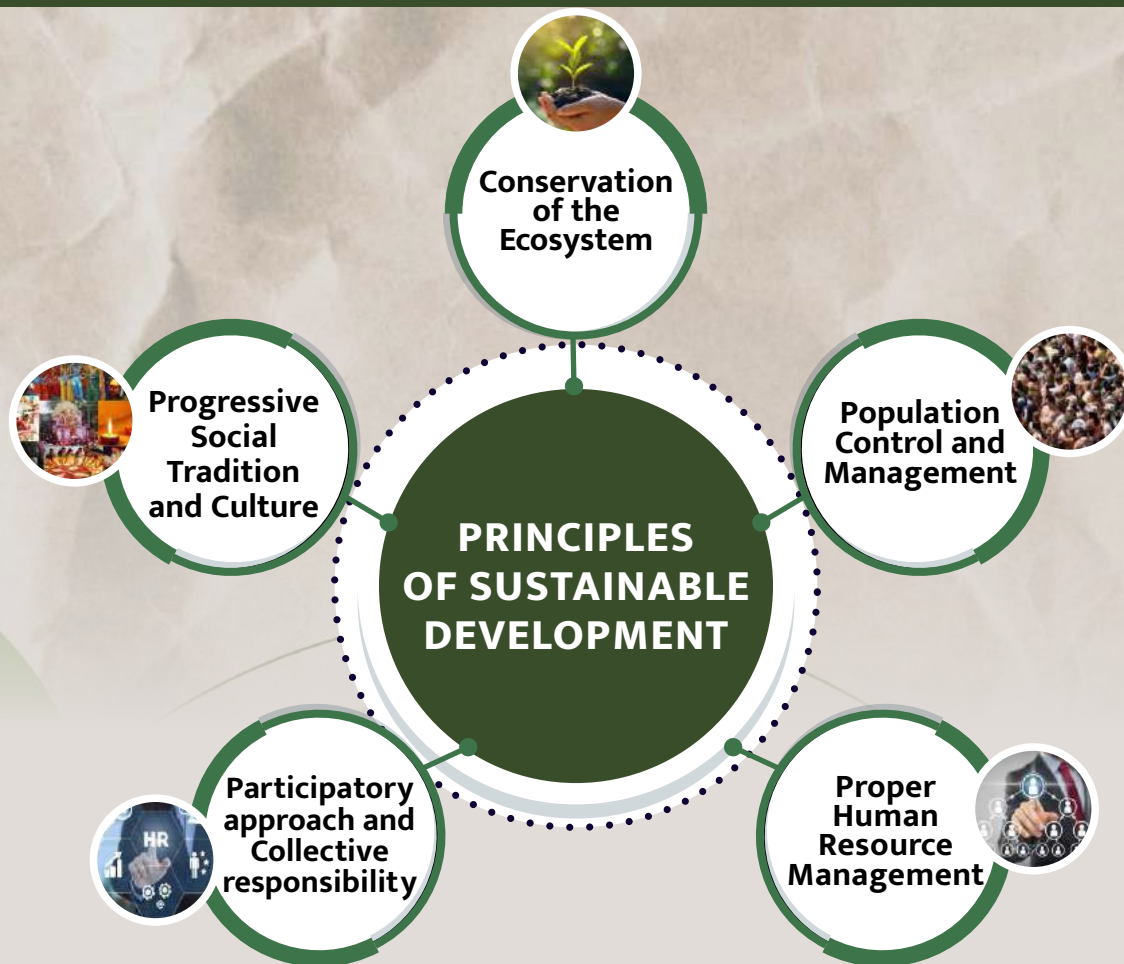 Conservation
of the
Ecosystem
Progressive
Social
Tradition
and Culture
Population
Control and
Management
PRINCIPLES
OF SUSTAINABLE
DEVELOPMENT
Participatory
approach and
Collective
responsibility
HR
Proper
Human
Resource
Management